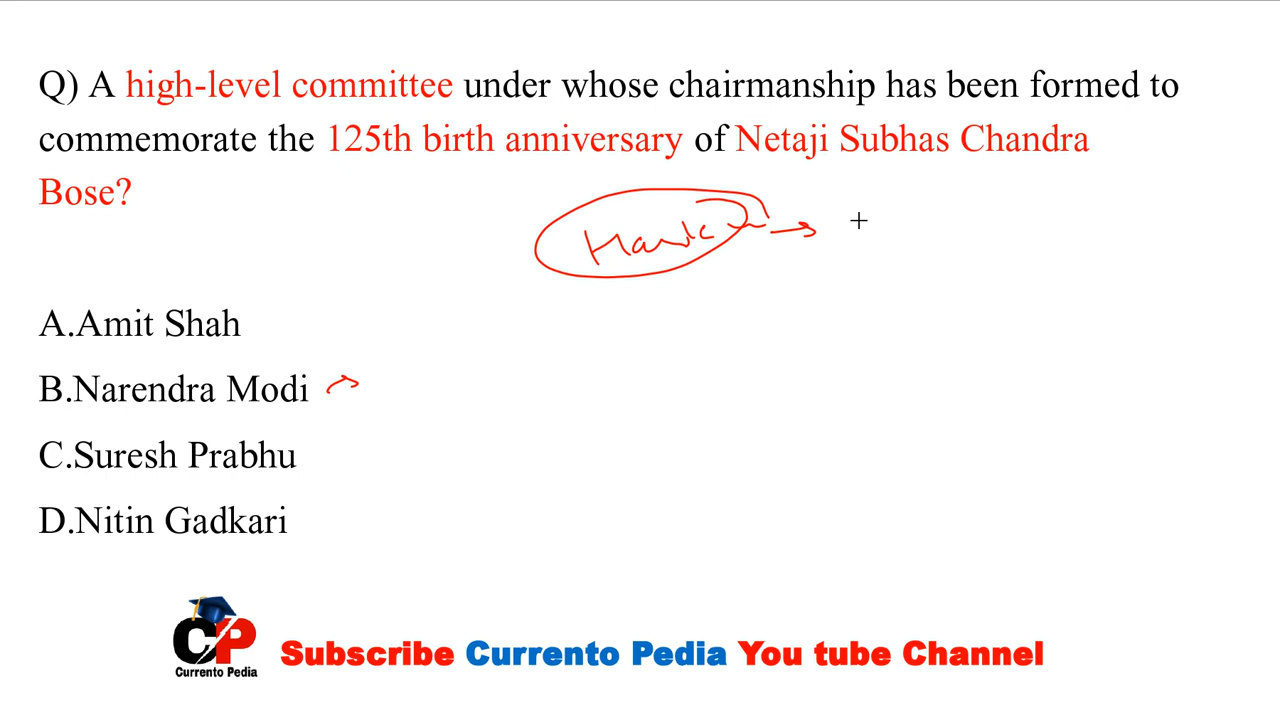 Q) A high-level committee under whose chairmanship has been formed to
commemorate the 125th birth anniversary of Netaji Subhas Chandra
Bose?
A.Amit Shah
B.Narendra Modi
C.Suresh Prabhu
D.Nitin Gadkari
CP
Currento Pedia
Subscribe Currento Pedia You tube Channel